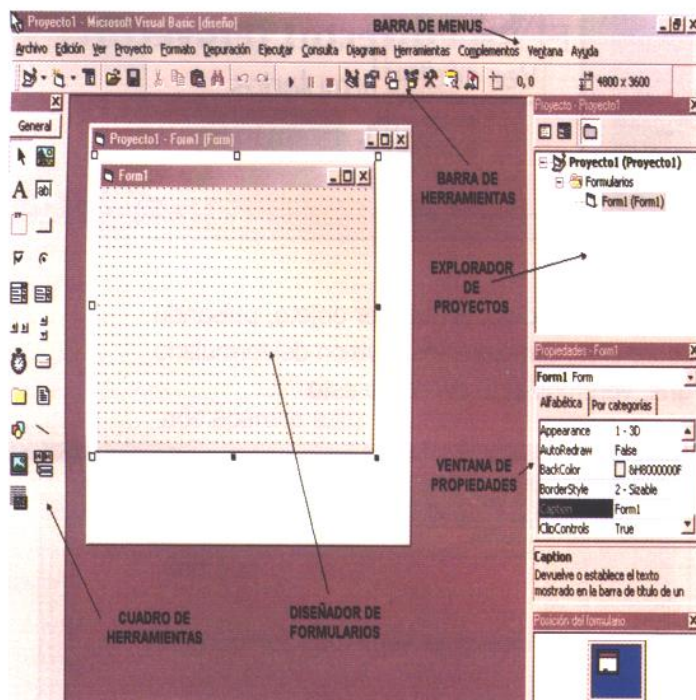 Proyecto1 - Microsoft Visual Basic [diseño]
BARRA DE MENUS
Archivo Edición Ver Proyecto Formato Depuración Ejecutar Consulta Diagrama Herramientas Complementos Ventana Ayuda
0, 0
4800 x 3600
General
A
ab|
Proyecto1 - Form1 (Form)
Form1
BARRA DE
HERRAMIENTAS
EXPLORADOR
DE
PROYECTOS
VENTANA DE
PROPIEDADES
CUADRO DE
HERRAMIENTAS
DISEÑADOR DE
FORMULARIOS
Proyecto - Proyecto1
Proyecto1 (Proyecto1)
Formularios
Form1 (Form1)
Propiedades - Form1
Form1 Form
Alfabética Por categorías
Appearance 1 - 3D
AutoRedraw False
BackColor &H8000000F
BorderStyle 2 - Sizable
Caption Form1
ClipControls True
Caption
Devuelve o establece el texto
mostrado en la barra de título de un
Posición del formulario